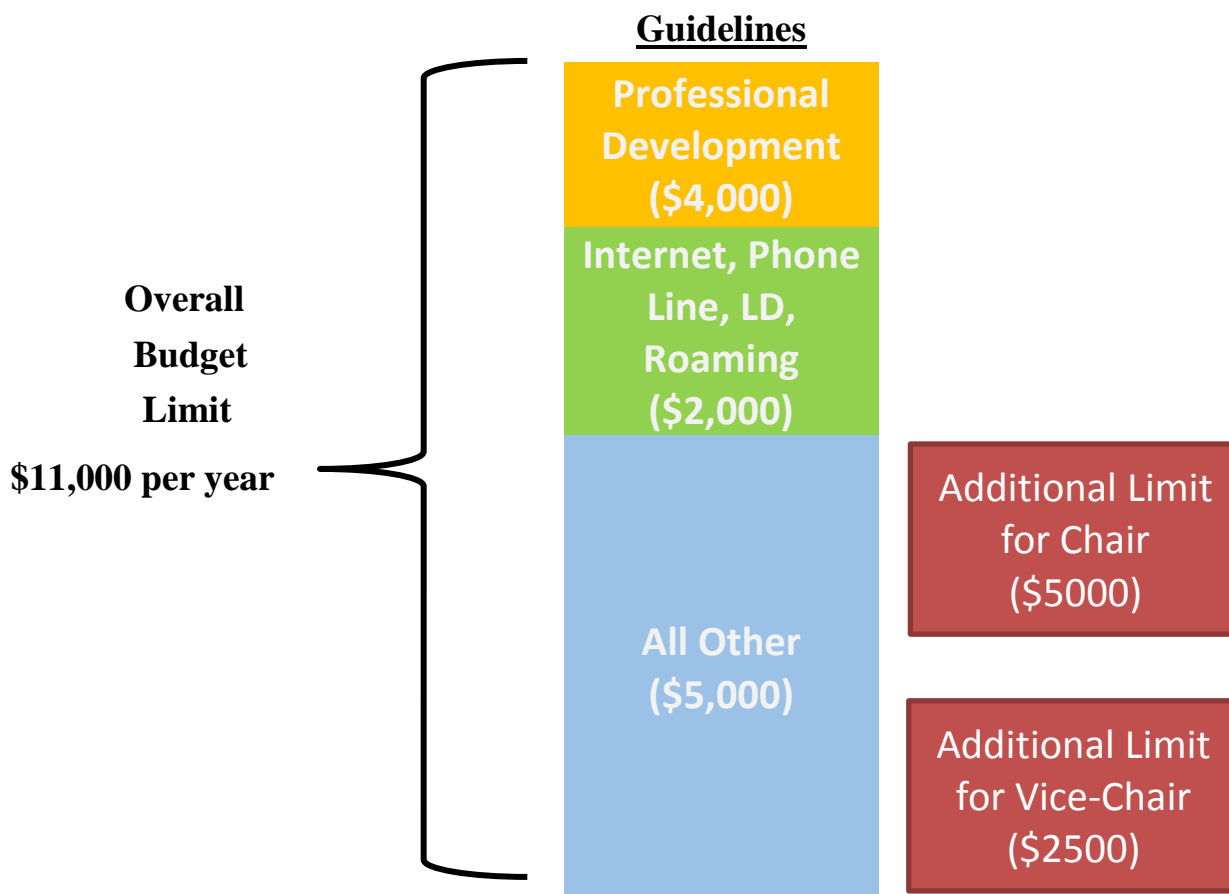 Guidelines
Professional
Development
($4,000)
Internet, Phone
Line, LD,
Roaming
($2,000)
Overall
Budget
Limit
$11,000 per year
All Other
($5,000)
Additional Limit
for Chair
($5000)
Additional Limit
for Vice-Chair
($2500)